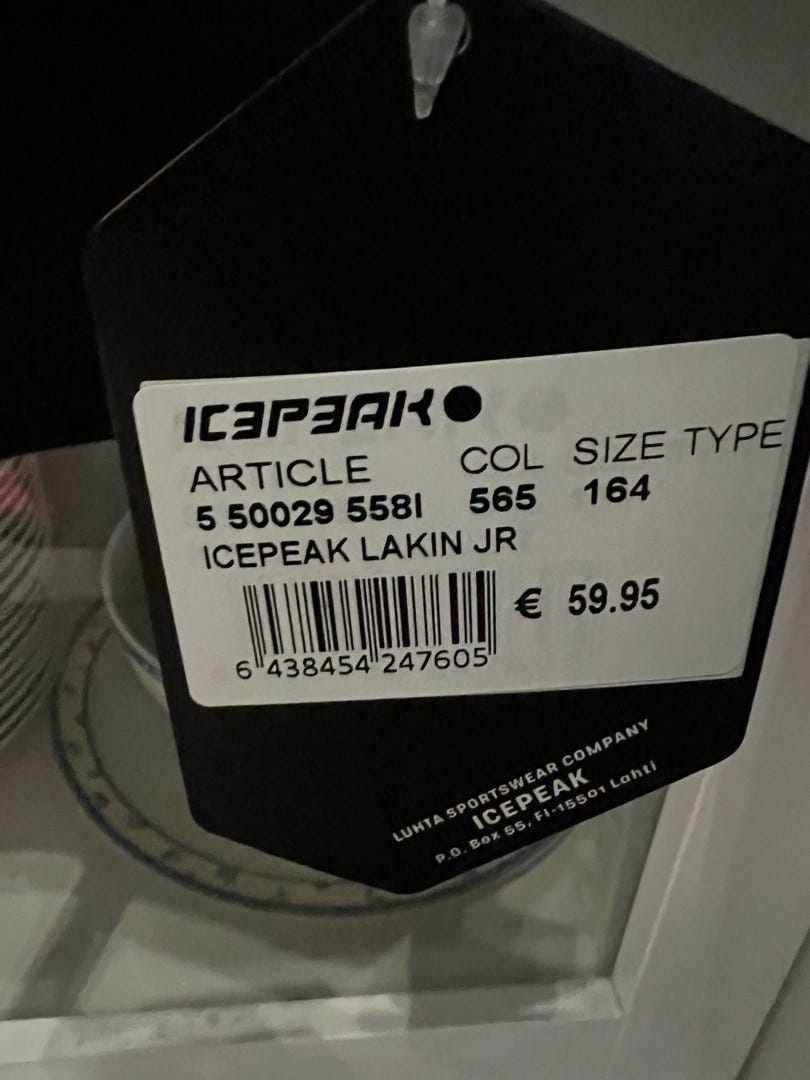 ICEPEAK
ARTICLE COL SIZE TYPE
5 50029 558I 565 164
ICEPEAK LAKIN JR
€ 59.95
6 438454 247605
LUHTA SPORTSWEAR COMPANY
ICEPEAK
P.O. Box 55, FI-15501 Lahti